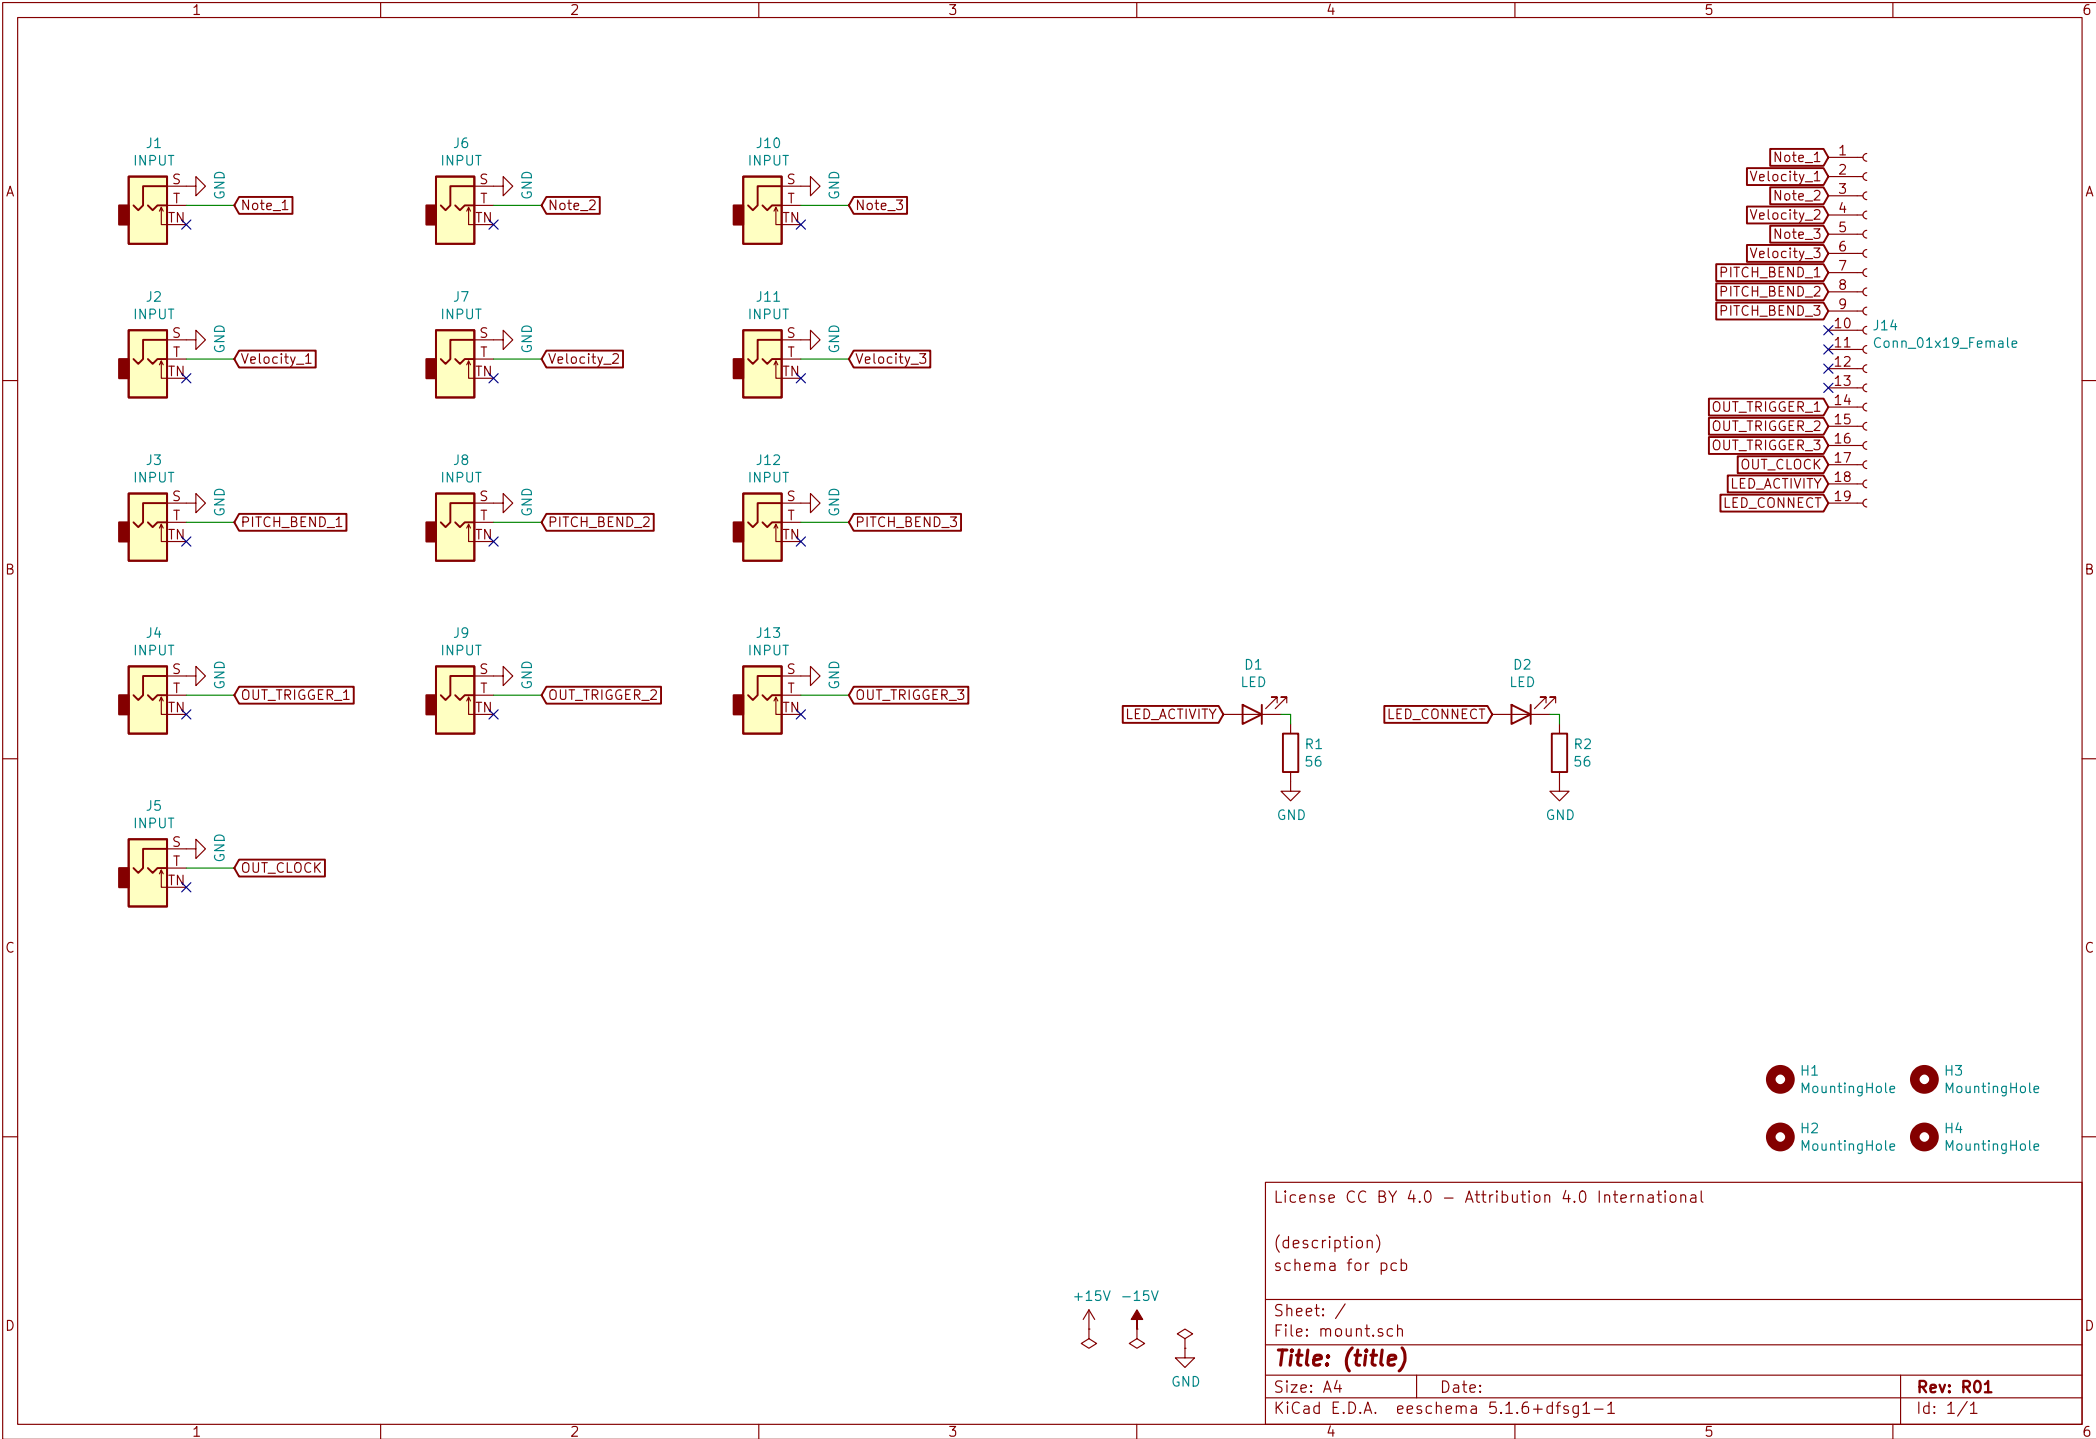 1 2 3 4 5 6
A A
B B
C C
D D
J1
INPUT
S
GND
T
Note_1
TN
J6
INPUT
S
GND
T
Note_2
TN
J10
INPUT
S
GND
T
Note_3
TN
J2
INPUT
S
GND
T
Velocity_1
TN
J7
INPUT
S
GND
T
Velocity_2
TN
J11
INPUT
S
GND
T
Velocity_3
TN
J3
INPUT
S
GND
T
PITCH_BEND_1
TN
J8
INPUT
S
GND
T
PITCH_BEND_2
TN
J12
INPUT
S
GND
T
PITCH_BEND_3
TN
J4
INPUT
S
GND
T
OUT_TRIGGER_1
TN
J9
INPUT
S
GND
T
OUT_TRIGGER_2
TN
J13
INPUT
S
GND
T
OUT_TRIGGER_3
TN
J5
INPUT
S
GND
T
OUT_CLOCK
TN
Note_1 1
Velocity_1 2
Note_2 3
Velocity_2 4
Note_3 5
Velocity_3 6
PITCH_BEND_1 7
PITCH_BEND_2 8
PITCH_BEND_3 9
10
11
12
13
J14
Conn_01x19_Female
OUT_TRIGGER_1 14
OUT_TRIGGER_2 15
OUT_TRIGGER_3 16
OUT_CLOCK 17
LED_ACTIVITY 18
LED_CONNECT 19
D1
LED
LED_ACTIVITY
R1
56
GND
D2
LED
LED_CONNECT
R2
56
GND
H1
MountingHole
H3
MountingHole
H2
MountingHole
H4
MountingHole
+15V -15V
GND
License CC BY 4.0 - Attribution 4.0 International
(description)
schema for pcb
Sheet: /
File: mount.sch
Title: (title)
Size: A4 Date: Rev: R01
KiCad E.D.A. eeschema 5.1.6+dfsg1-1 Id: 1/1
1 2 3 4 5 6